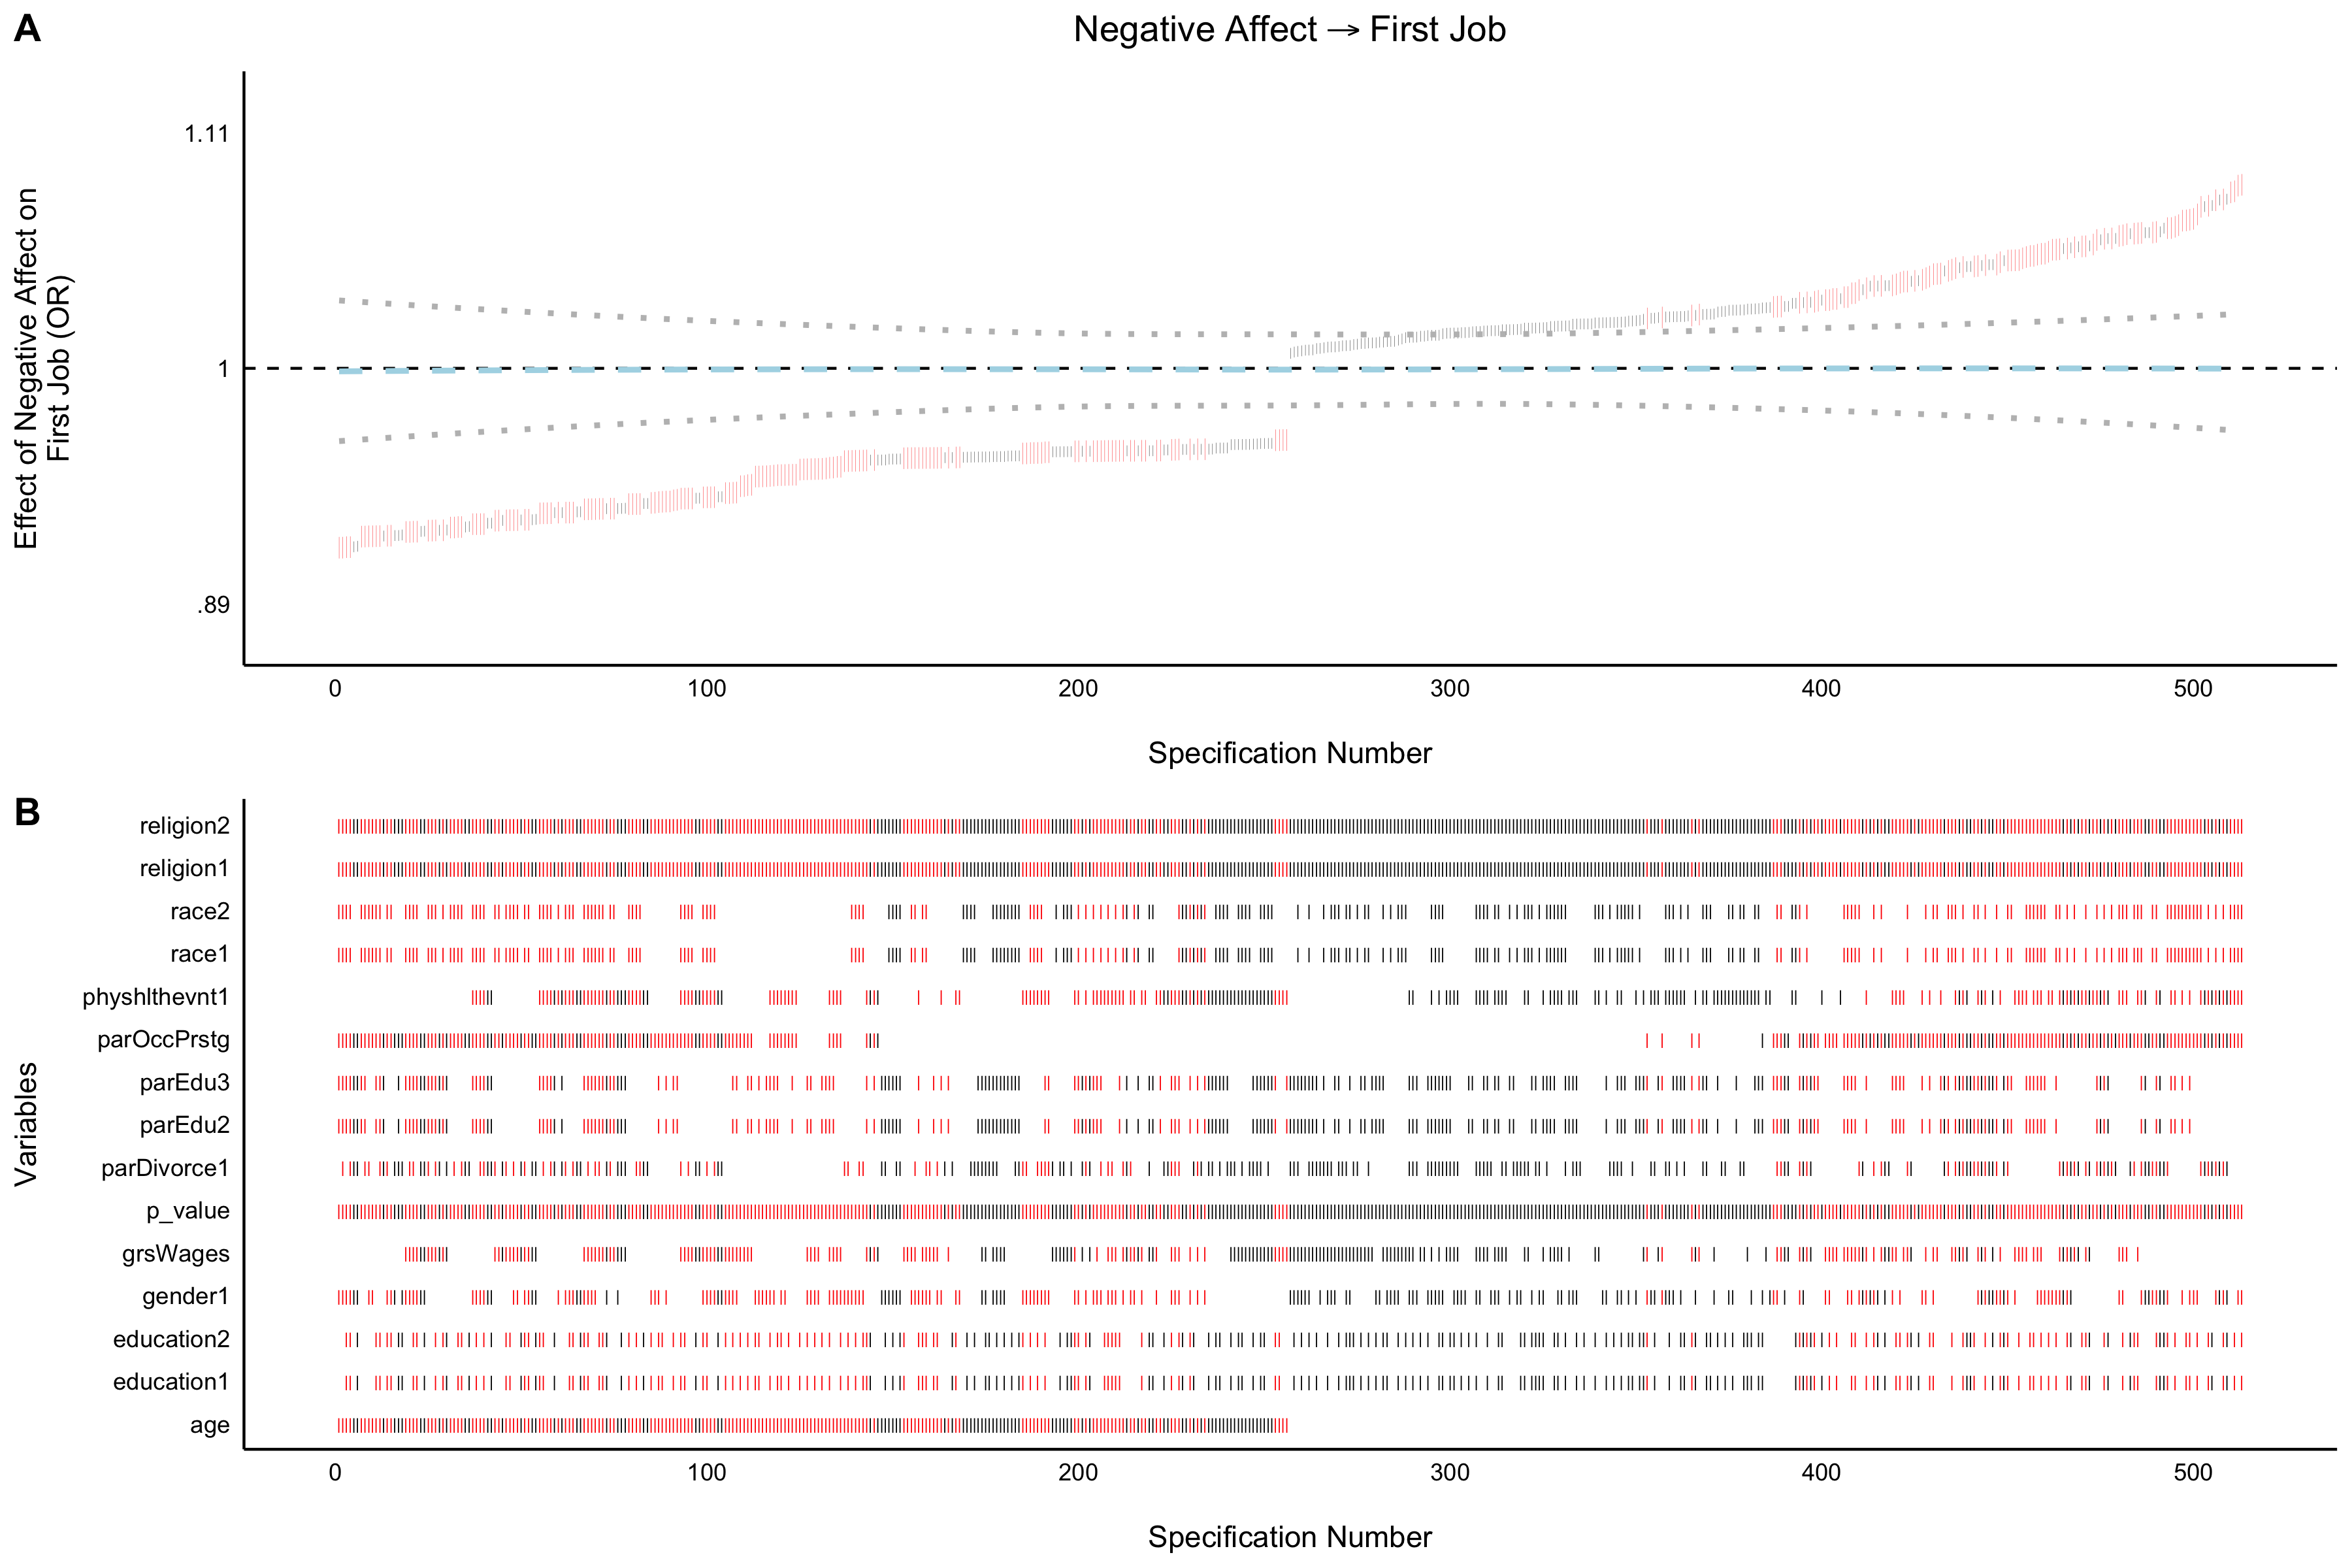 A
Negative Affect → First Job
Effect of Negative Affect on
First Job (OR)
1.11
1
.89
0 100 200 300 400 500
Specification Number
B
Variables
religion2
religion1
race2
race1
physhlthevnt1
parOccPrstg
parEdu3
parEdu2
parDivorce1
p_value
grsWages
gender1
education2
education1
age
0 100 200 300 400 500
Specification Number